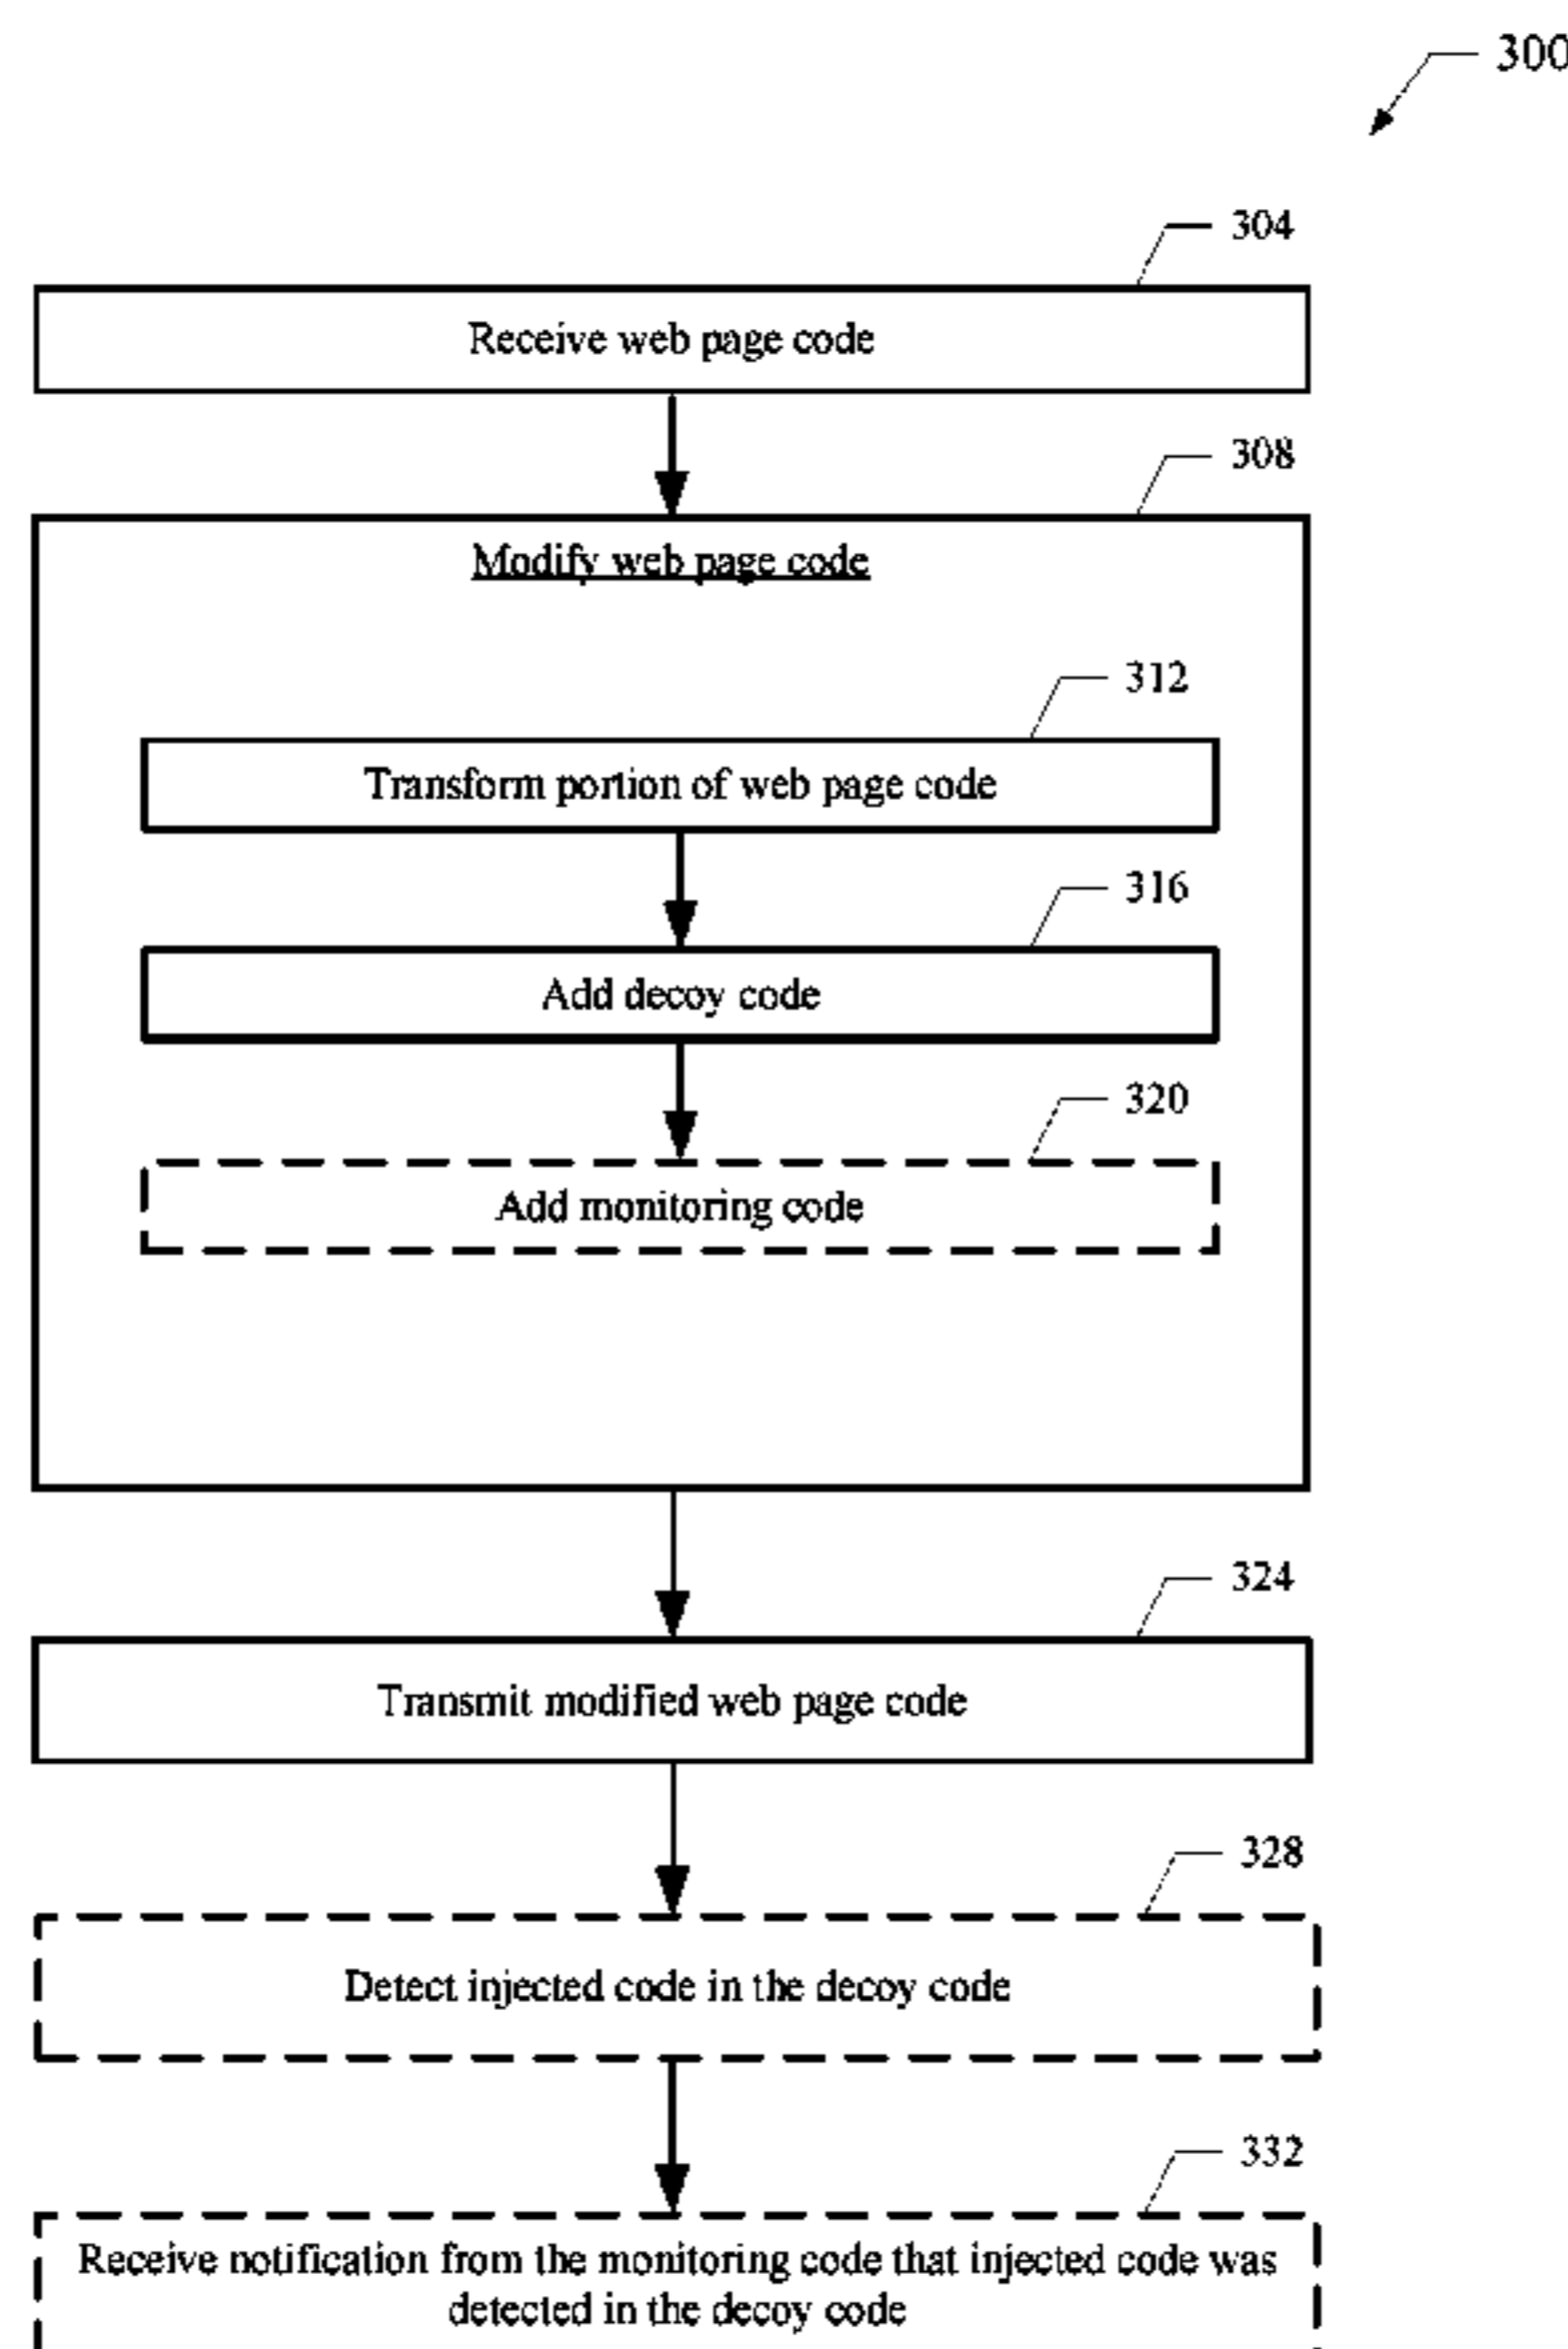 300
304
Receive web page code
308
Modify web page code
312
Transform portion of web page code
316
Add decoy code
320
Add monitoring code
324
Transmit modified web page code
328
Detect injected code in the decoy code
332
Receive notification from the monitoring code that injected code was
detected in the decoy code